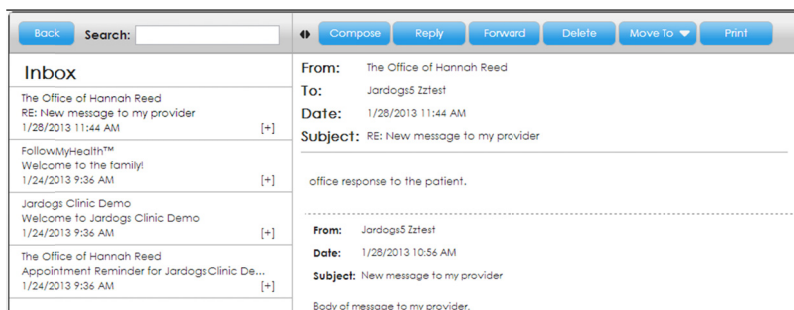 Back
Search:
Compose
Reply
Forward
Delete
Move To
Print
Inbox
The Office of Hannah Reed
RE: New message to my provider
1/28/2013 11:44 AM [+]
FollowMyHealth™
Welcome to the family!
1/24/2013 9:36 AM [+]
Jardogs Clinic Demo
Welcome to Jardogs Clinic Demo
1/24/2013 9:36 AM [+]
The Office of Hannah Reed
Appointment Reminder for Jardogs Clinic De...
1/24/2013 9:36 AM [+]
From: The Office of Hannah Reed
To: Jardogs5 Zztest
Date: 1/28/2013 11:44 AM
Subject: RE: New message to my provider
office response to the patient.
From: Jardogs5 Zztest
Date: 1/28/2013 10:56 AM
Subject: New message to my provider
Body of message to my provider.